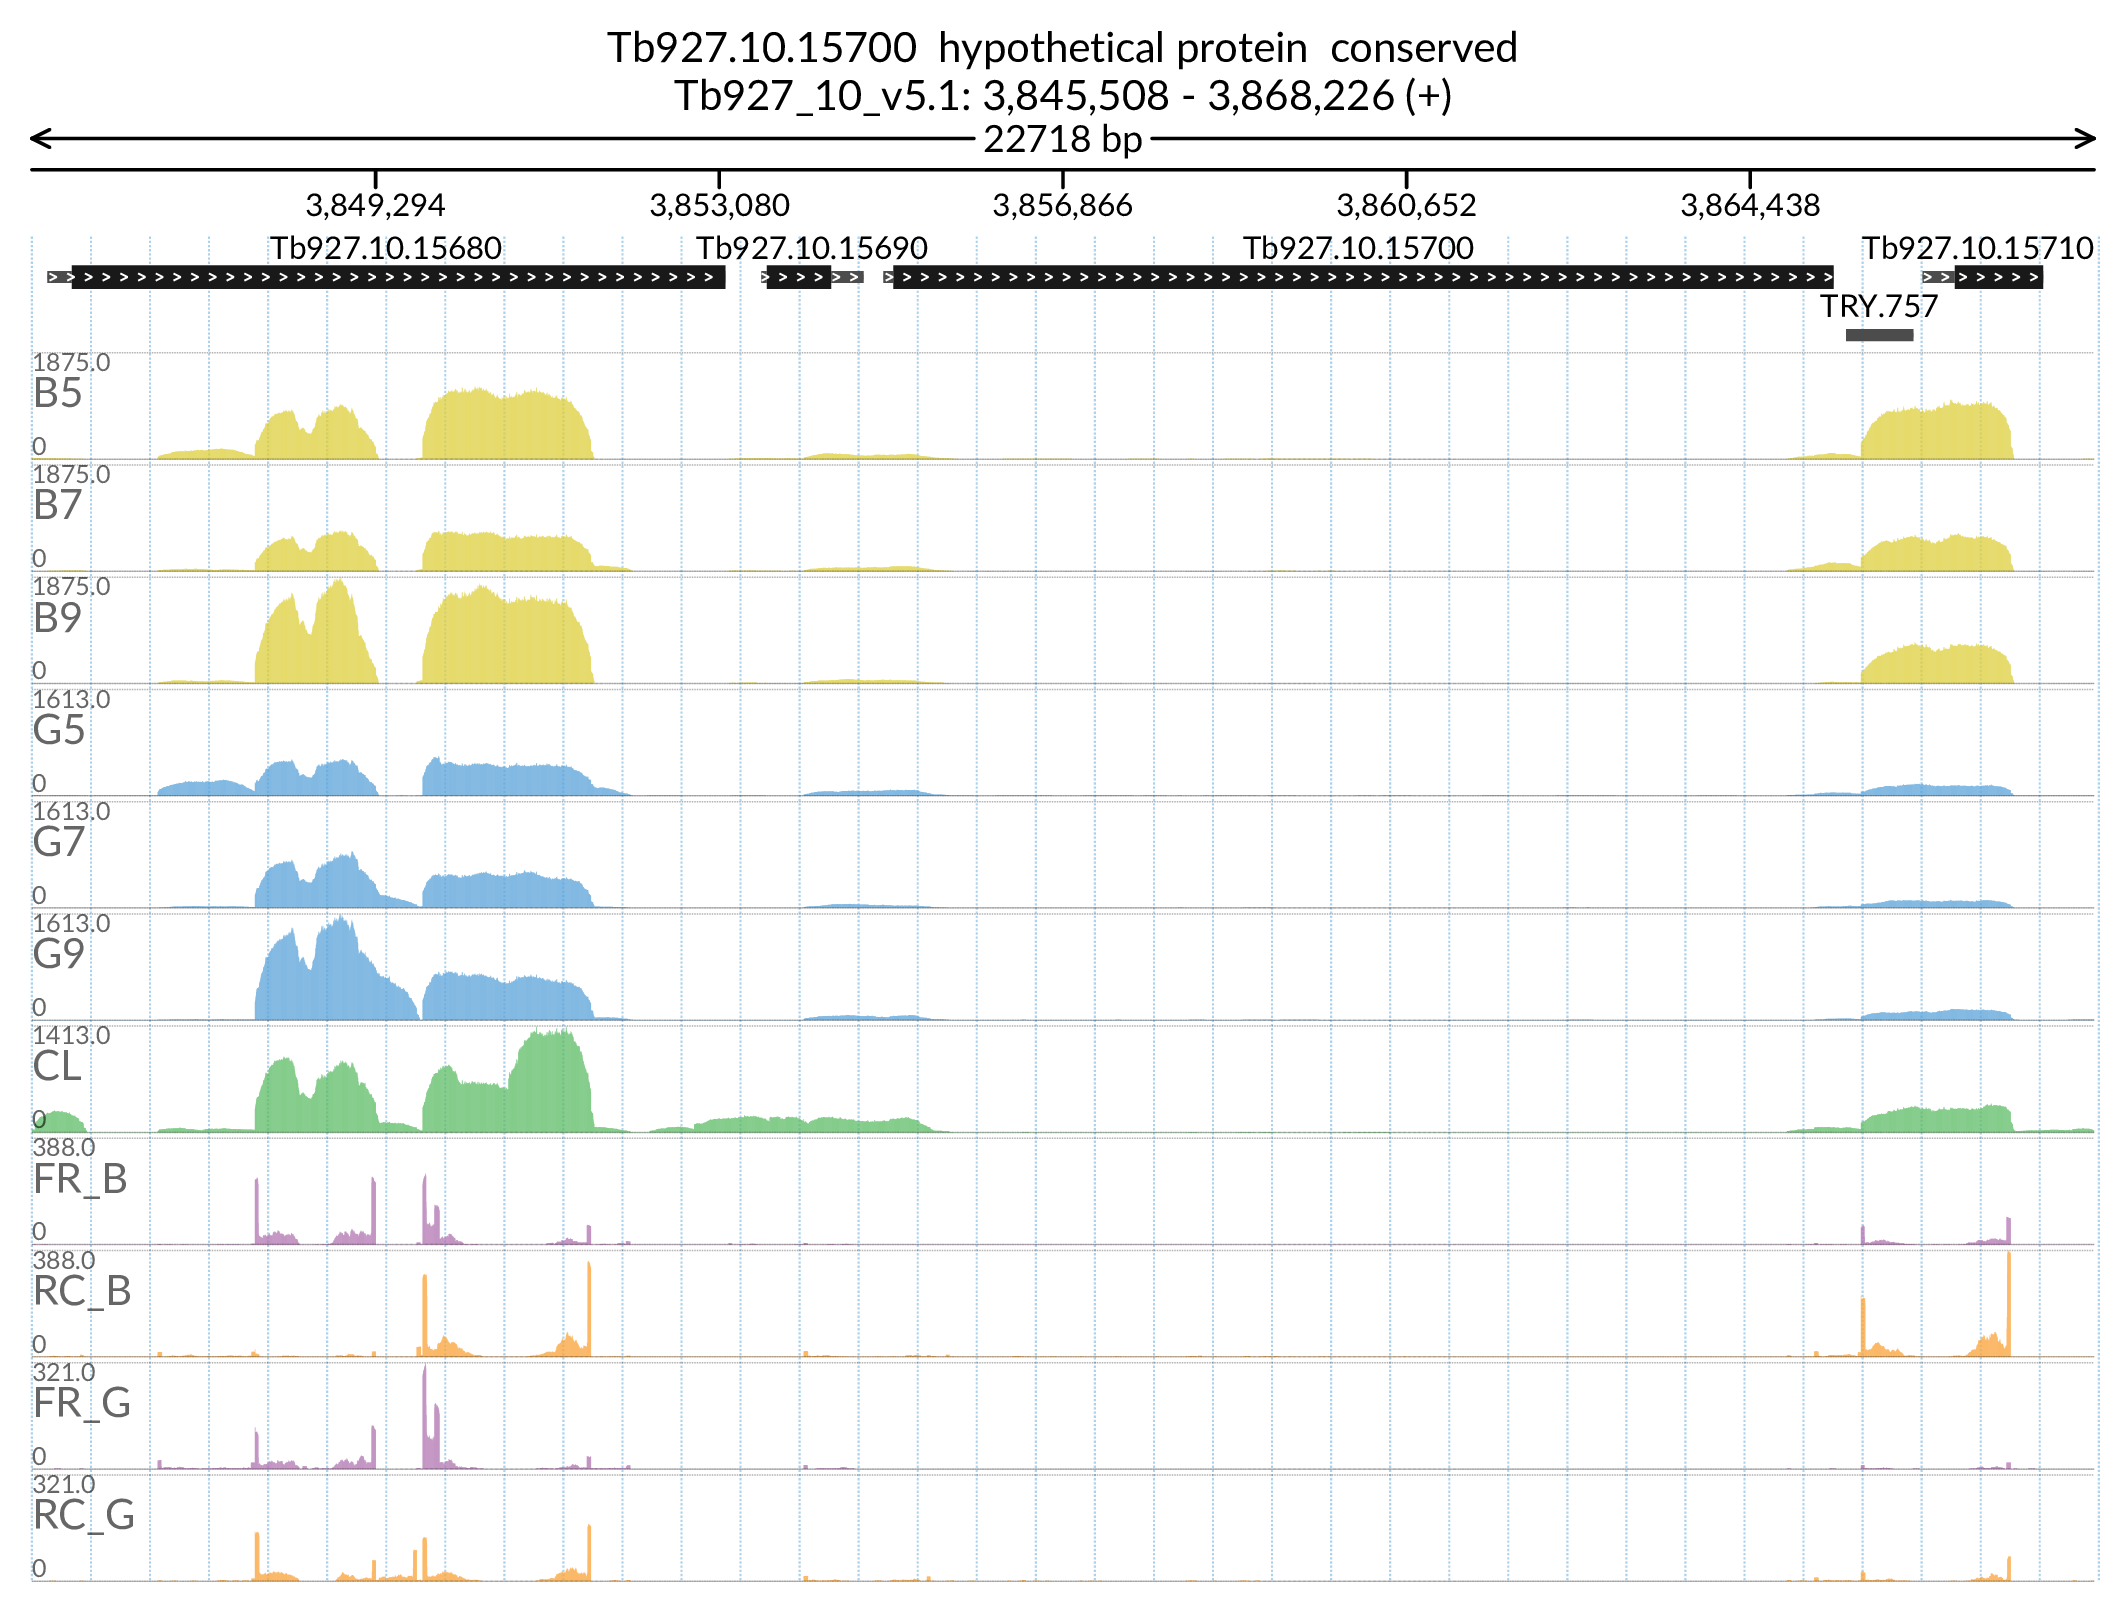 Tb927.10.15700 hypothetical protein conserved
Tb927_10_v5.1: 3,845,508 - 3,868,226 (+)
22718 bp
3,849,294 3,853,080 3,856,866 3,860,652 3,864,438
Tb927.10.15680 Tb927.10.15690 Tb927.10.15700 Tb927.10.15710
TRY.757
1875.0
B5
0
1875.0
B7
0
1875.0
B9
0
1613.0
G5
0
1613.0
G7
0
1613.0
G9
0
1413.0
CL
0
388.0
FR_B
0
388.0
RC_B
0
321.0
FR_G
0
321.0
RC_G
0